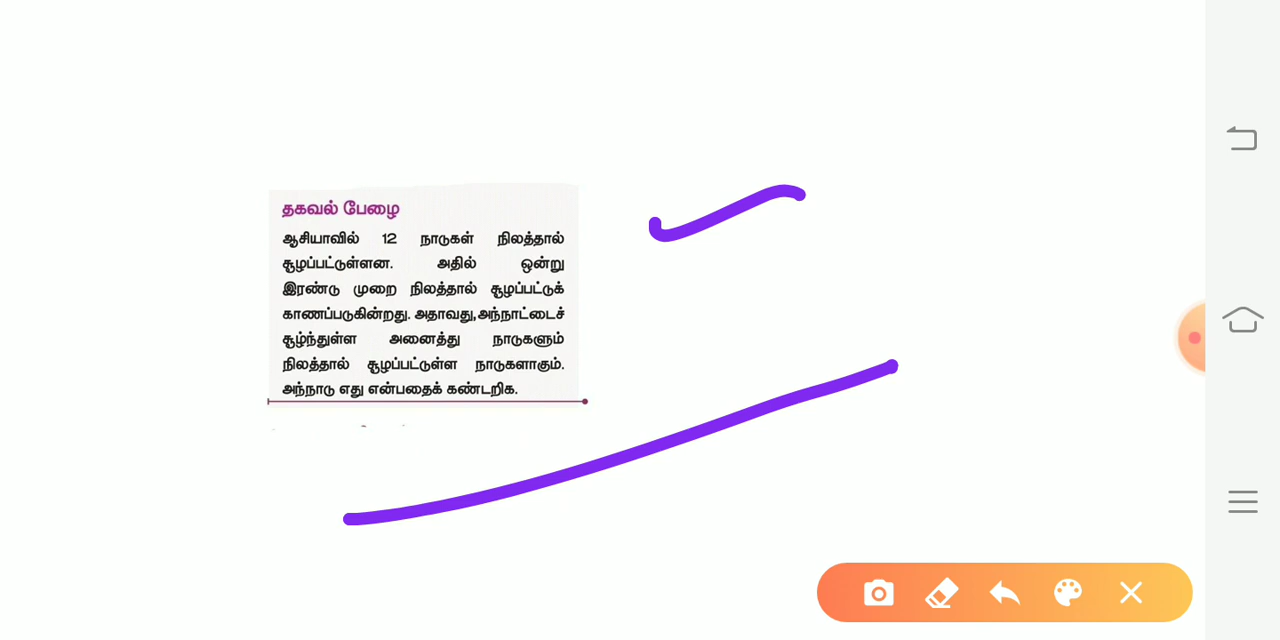 தகவல் பேழை
ஆசியாவில் 12 நாடுகள் நிலத்தால்
சூழப்பட்டுள்ளன. அதில் ஒன்று
இரண்டு முறை நிலத்தால் சூழப்பட்டுக்
காணப்படுகின்றது. அதாவது,அந்நாட்டைச்
சூழ்ந்துள்ள அனைத்து நாடுகளும்
நிலத்தால் சூழப்பட்டுள்ள நாடுகளாகும்.
அந்நாடு எது என்பதைக் கண்டறிக.